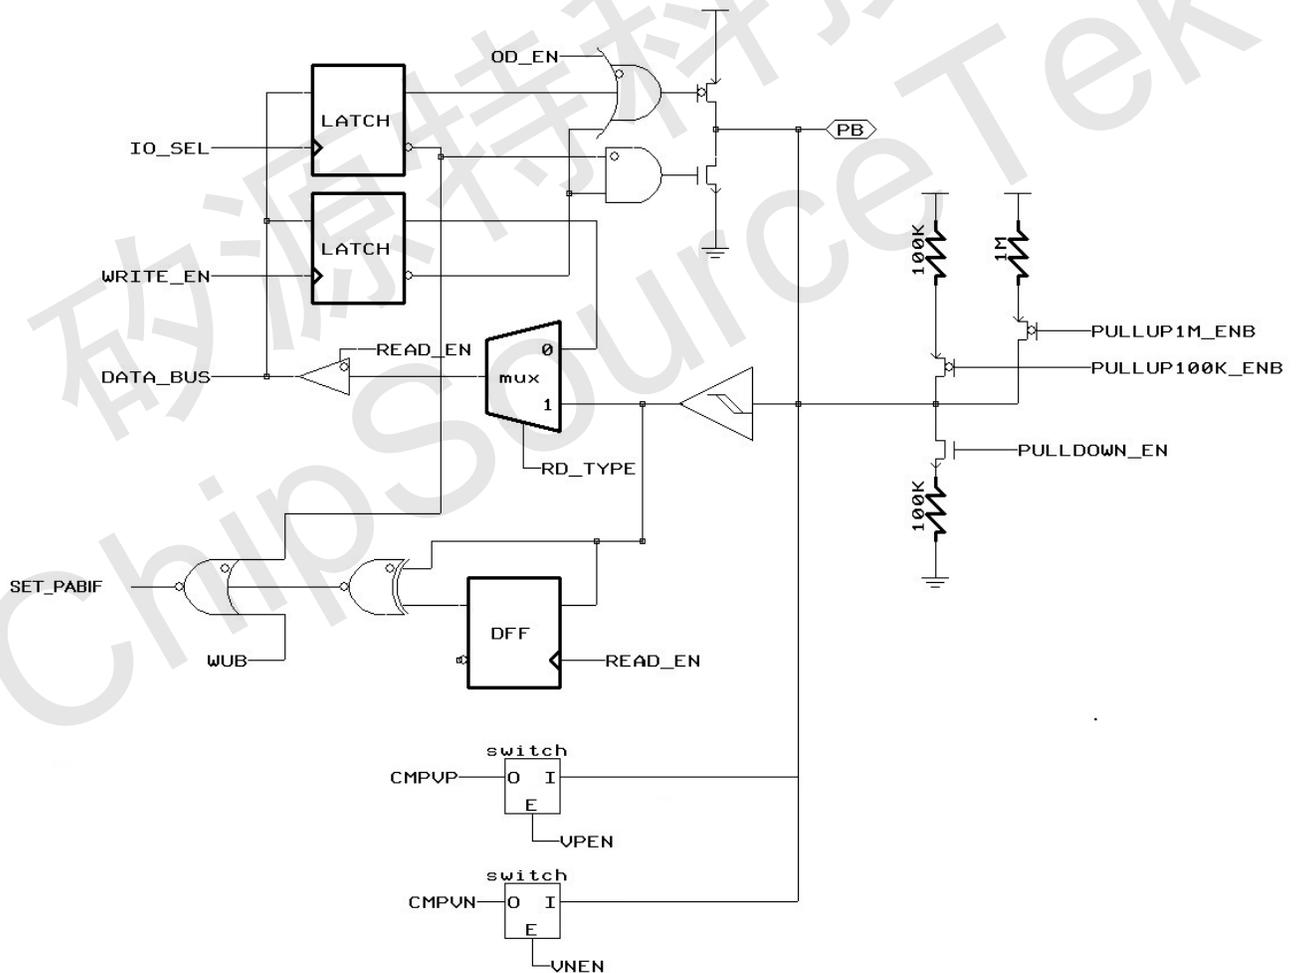 OD_EN
PB
LATCH
IO_SEL
LATCH
WRITE_EN
100K
1M
PULLUP1M_ENB
PULLUP100K_ENB
READ_EN
0
DATA_BUS
mux
1
RD_TYPE
PULLDOWN_EN
100K
SET_PABIF
DFF
WUB
READ_EN
switch
CMPVP
O I
E
VPEN
switch
CMPVN
O I
E
VNEN
矽源特科技
ChipSourceTek